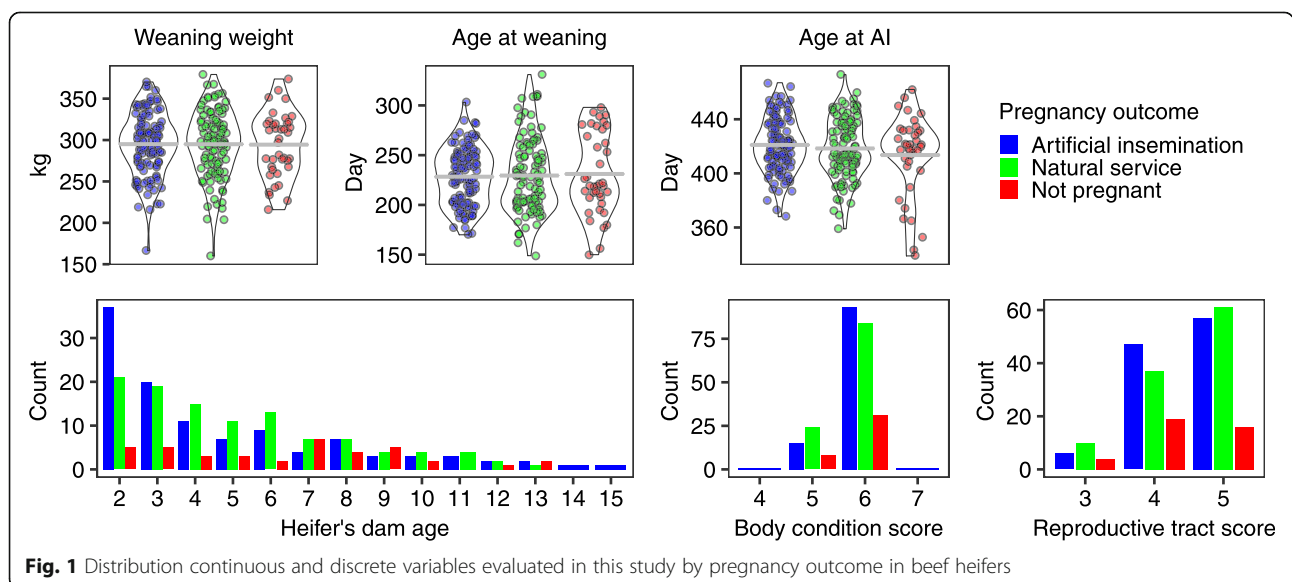 Weaning weight
Age at weaning
Age at AI
kg
350
300
250
200
150
Day
300
250
200
150
Day
440
400
360
Pregnancy outcome
Artificial insemination
Natural service
Not pregnant
Count
30
20
10
0
2 3 4 5 6 7 8 9 10 11 12 13 14 15
Heifer's dam age
Count
75
50
25
0
4 5 6 7
Body condition score
Count
60
40
20
0
3 4 5
Reproductive tract score
Fig. 1 Distribution continuous and discrete variables evaluated in this study by pregnancy outcome in beef heifers